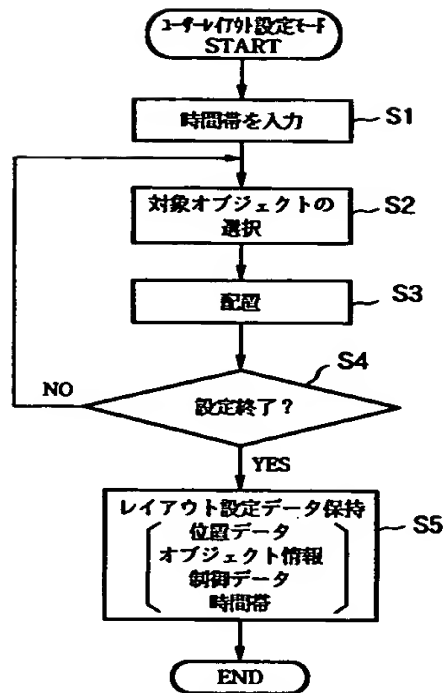 ユーザーレイアウト設定モード
START
時間帯を入力
S1
対象オブジェクトの
選択
S2
配置
S3
S4
設定終了？
NO
YES
レイアウト設定データ保持
位置データ
オブジェクト情報
制御データ
時間帯
S5
END